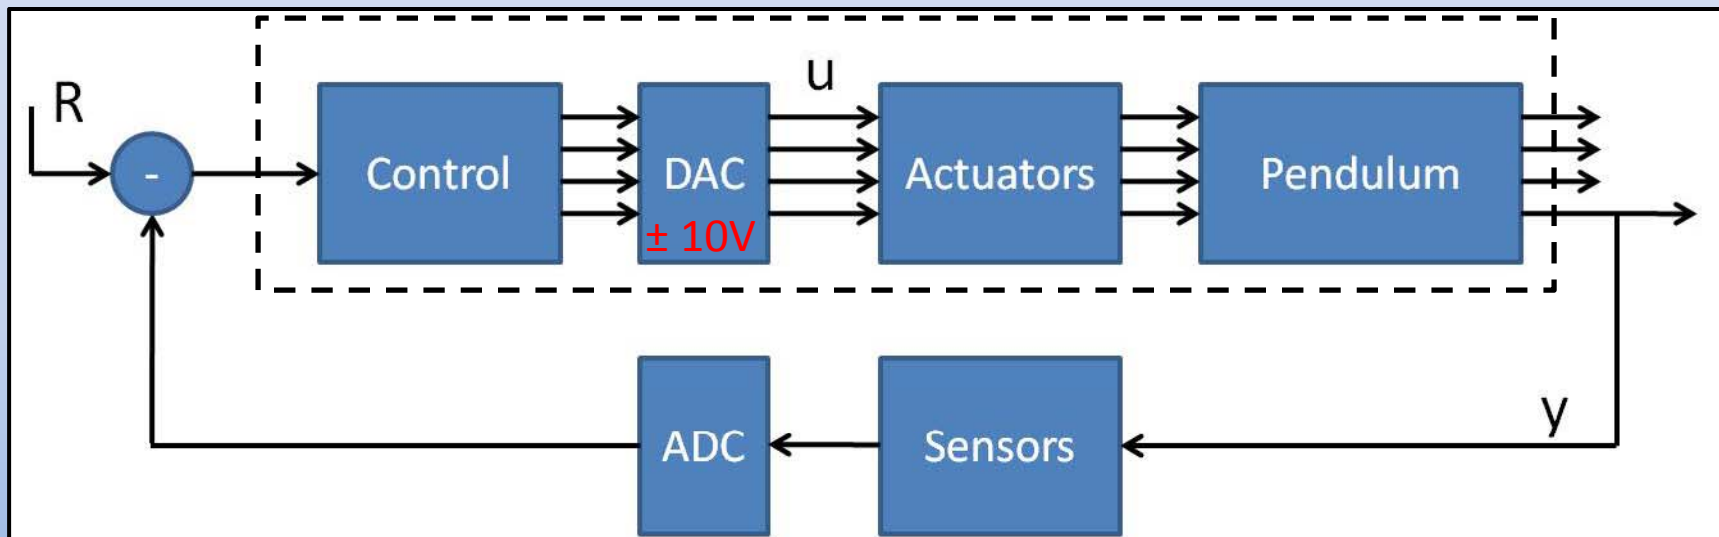 R
u
-
Control
DAC
± 10V
Actuators
Pendulum
ADC
Sensors
y